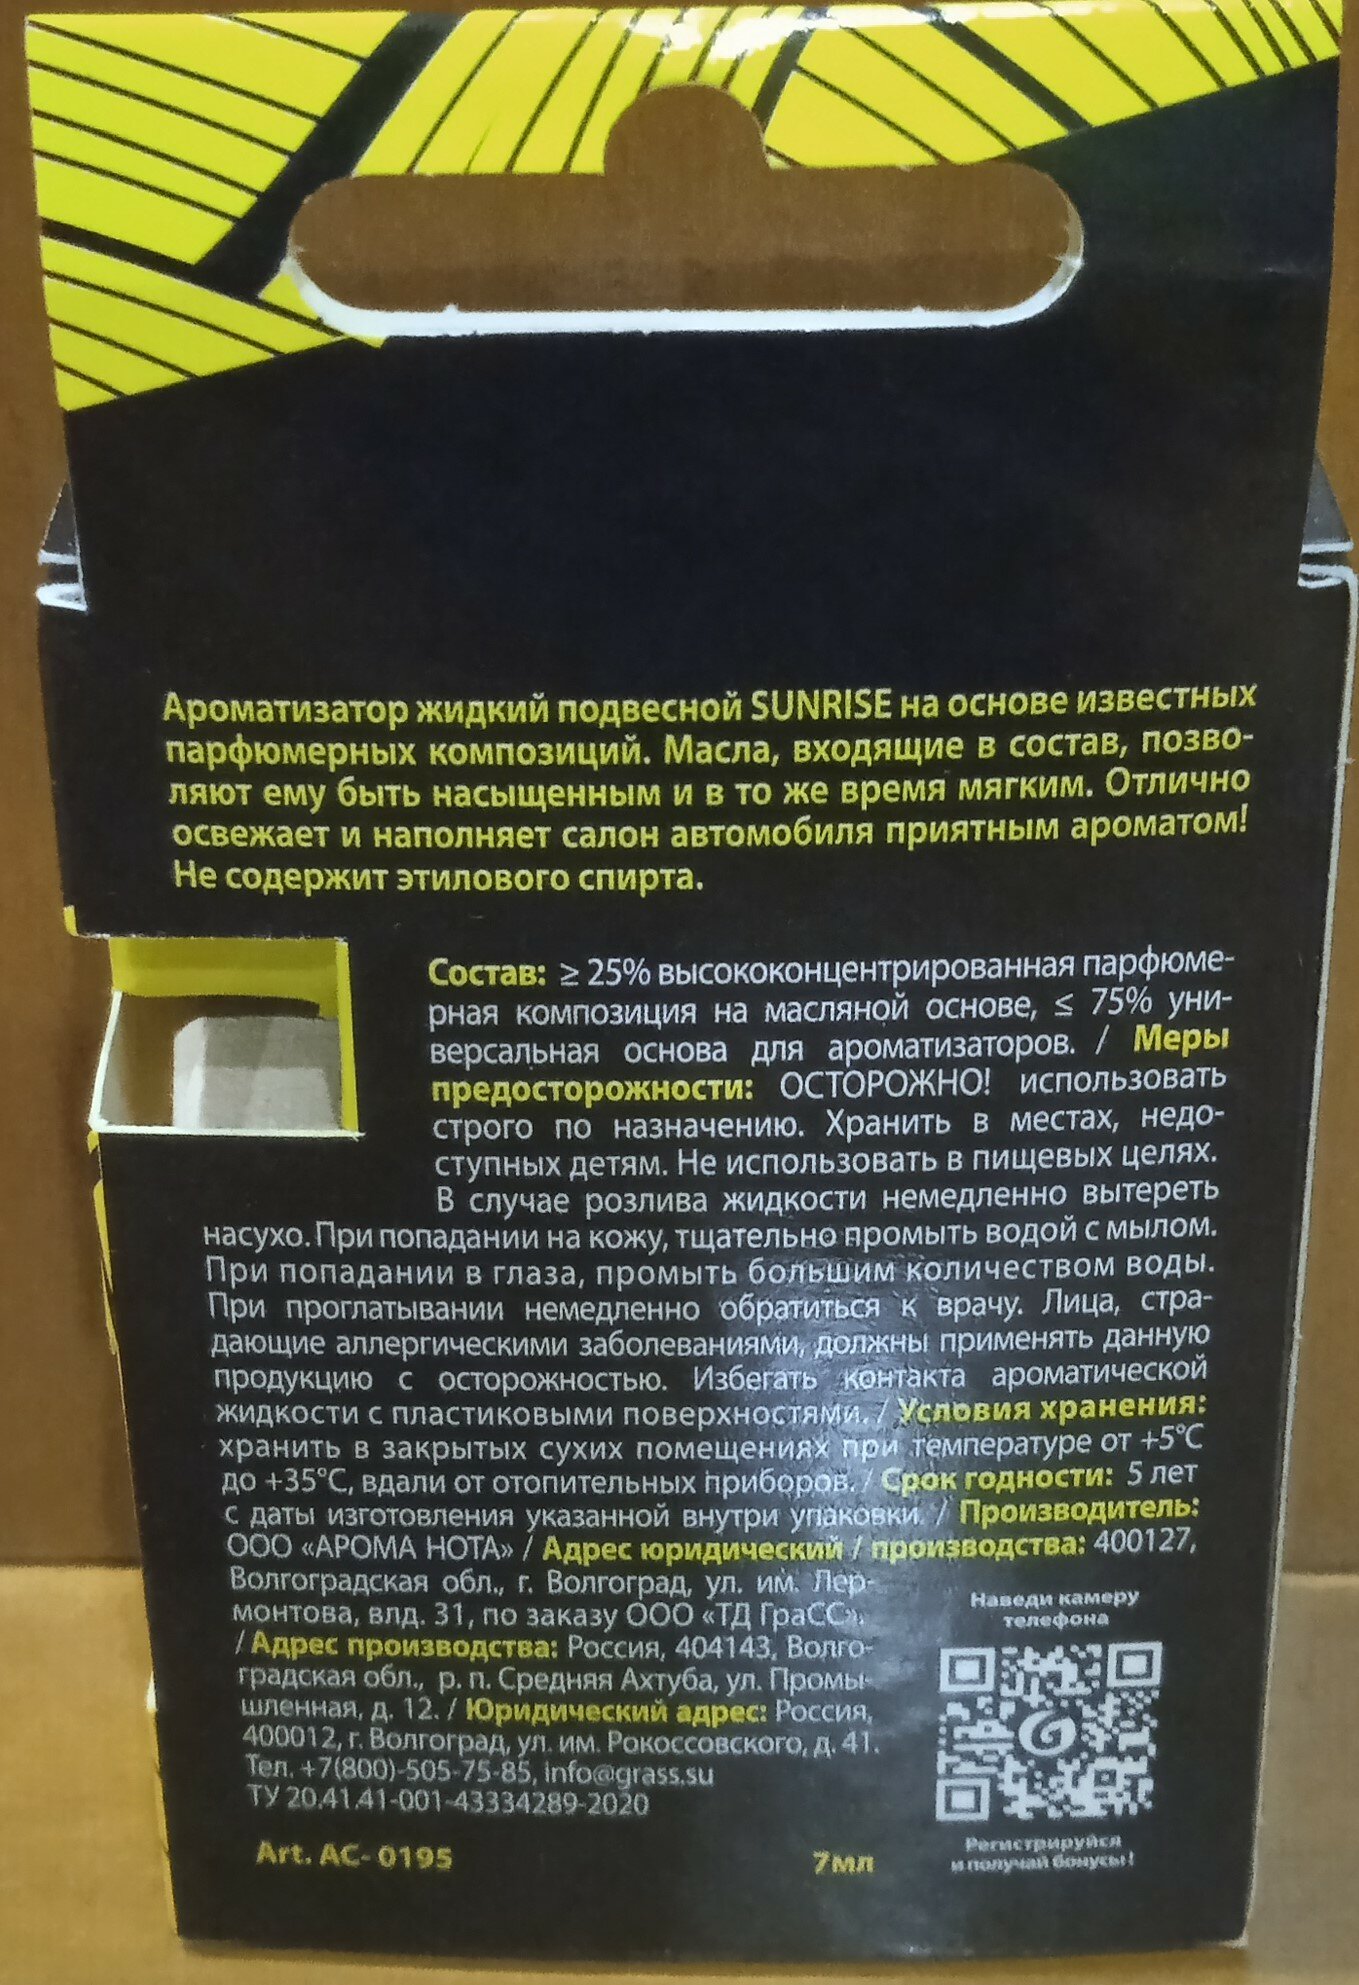 Ароматизатор жидкий подвесной SUNRISE на основе известных
парфюмерных композиций. Масла, входящие в состав, позво-
ляют ему быть насыщенным и в то же время мягким. Отлично
освежает и наполняет салон автомобиля приятным ароматом!
Не содержит этилового спирта.
Состав: ≥ 25% высококонцентрированная парфюме-
рная композиция на масляной основе, ≤ 75% уни-
версальная основа для ароматизаторов. / Меры
предосторожности: ОСТОРОЖНО! использовать
строго по назначению. Хранить в местах, недо-
ступных детям. Не использовать в пищевых целях.
В случае розлива жидкости немедленно вытереть
насухо. При попадании на кожу, тщательно промыть водой с мылом.
При попадании в глаза, промыть большим количеством воды.
При проглатывании немедленно обратиться к врачу. Лица, стра-
дающие аллергическими заболеваниями, должны применять данную
продукцию с осторожностью. Избегать контакта ароматической
жидкости с пластиковыми поверхностями. / Условия хранения:
хранить в закрытых сухих помещениях при температуре от +5°С
до +35°С, вдали от отопительных приборов. / Срок годности: 5 лет
с даты изготовления указанной внутри упаковки. / Производитель:
ООО «АРОМА НОТА» / Адрес юридический / производства: 400127,
Волгоградская обл., г. Волгоград, ул. им. Лер-
монтова, влд. 31, по заказу ООО «ТД ГраСС».
/ Адрес производства: Россия, 404143, Волго-
градская обл., р. п. Средняя Ахтуба, ул. Промы-
шленная, д. 12. / Юридический адрес: Россия,
400012, г. Волгоград, ул. им. Рокоссовского, д. 41.
Тел. +7(800)-505-75-85, info@grass.su
ТУ 20.41.41-001-43334289-2020
Наведи камеру
телефона
G
Регистрируйся
и получай бонусы!
Art. AC- 0195
7мл